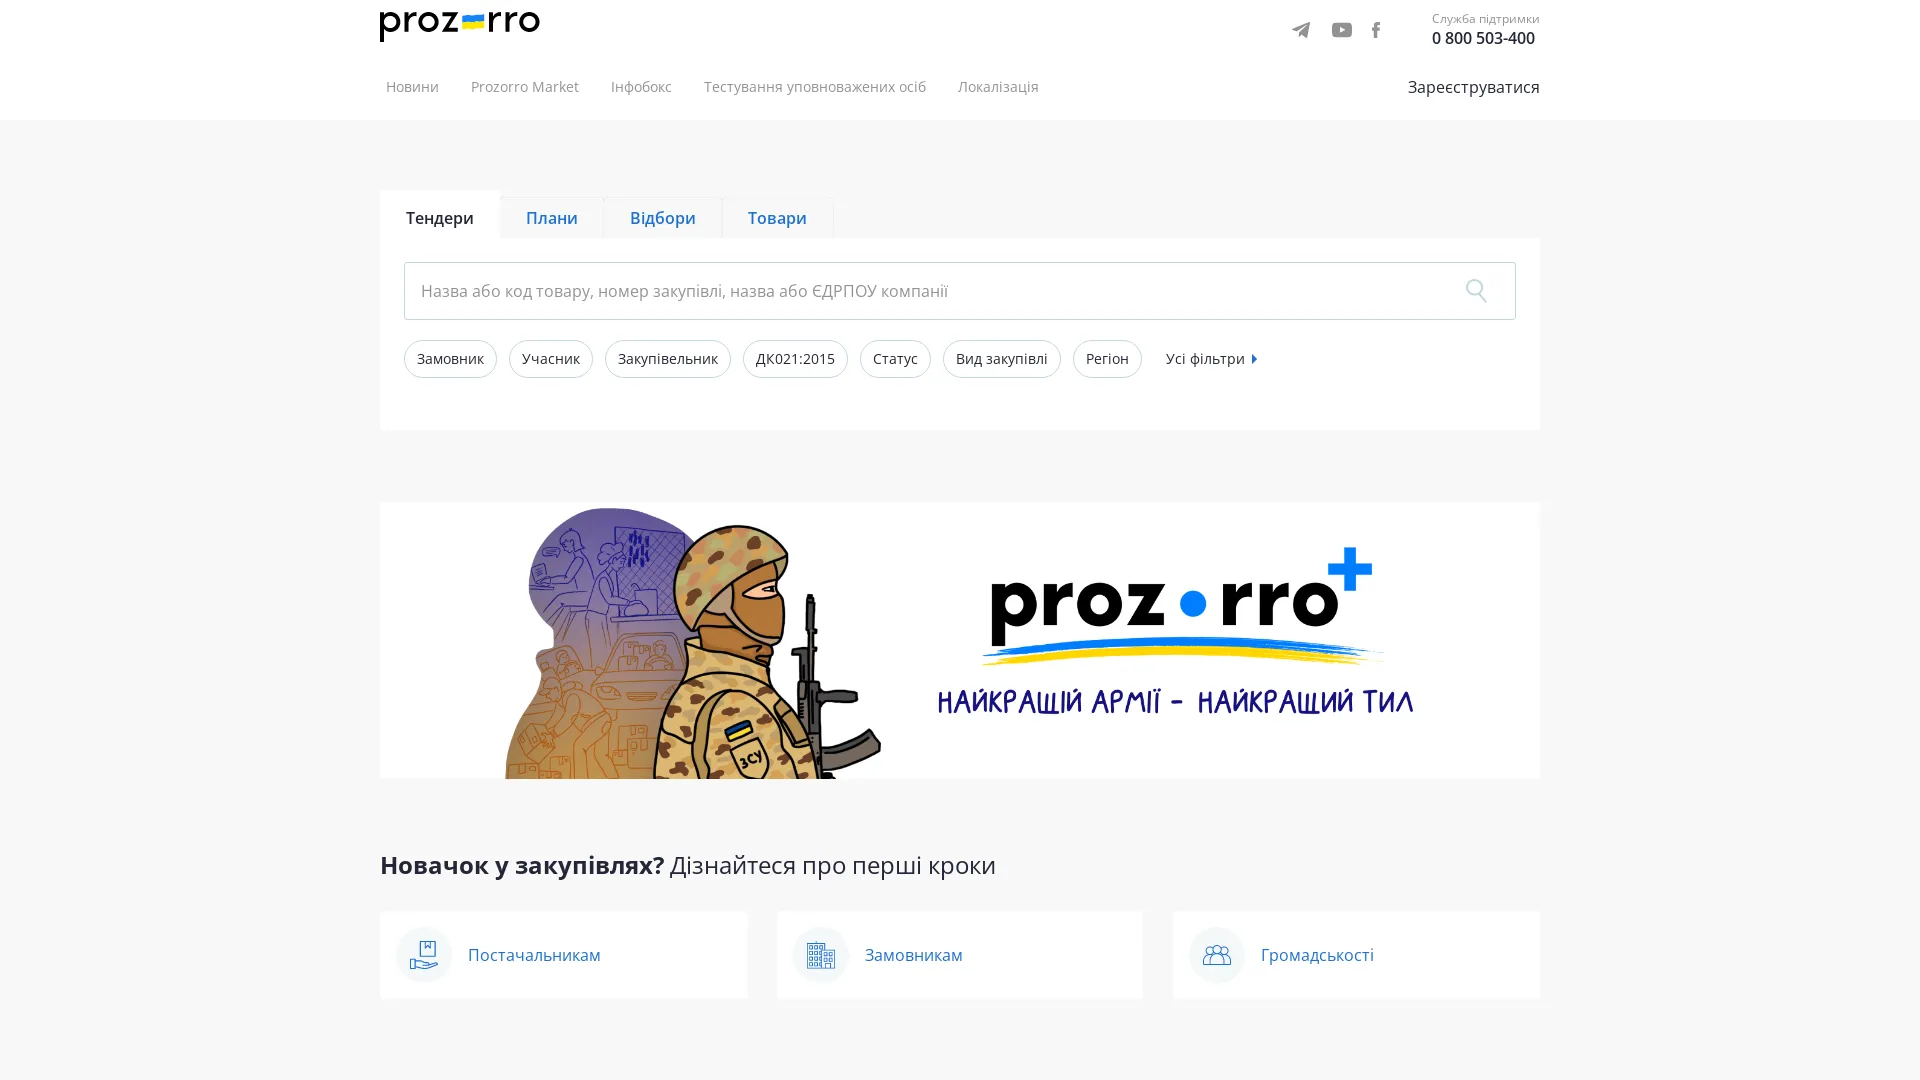 prozorro
Служба підтримки
0 800 503-400
Новини
Prozorro Market
Інфобокс
Тестування уповноважених осіб
Локалізація
Зареєструватися
Тендери
Плани
Відбори
Товари
Назва або код товару, номер закупівлі, назва або ЄДРПОУ компанії
Замовник
Учасник
Закупівельник
ДК021:2015
Статус
Вид закупівлі
Регіон
Усі фільтри
prozorro+
НАЙКРАЩІЙ АРМІЇ - НАЙКРАЩИЙ ТИЛ
ЗСУ
Новачок у закупівлях? Дізнайтеся про перші кроки
Постачальникам
Замовникам
Громадськості